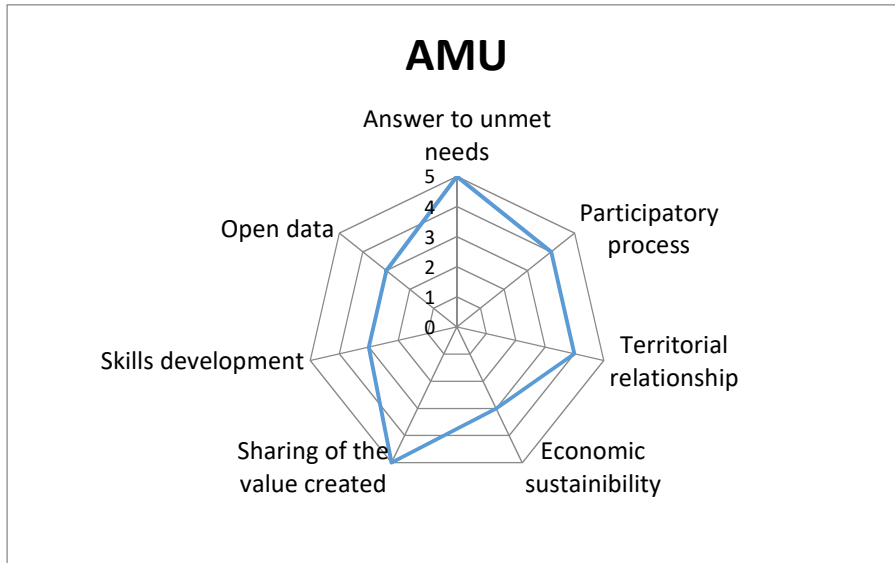 AMU
Answer to unmet
needs
5
4
3
2
1
0
Participatory
process
Territorial
relationship
Economic
sustainibility
Sharing of the
value created
Skills development
Open data